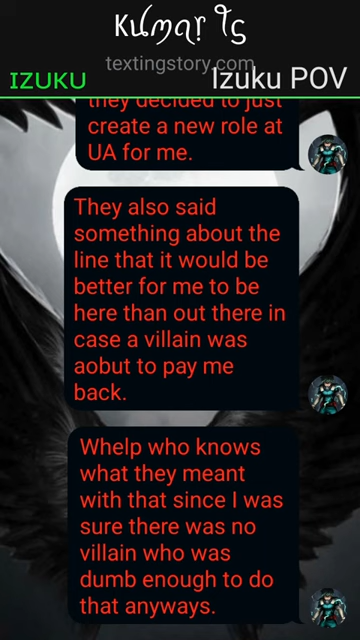 Kumar Ts
textingstory.com
IZUKU
Izuku POV
they decided to just
create a new role at
UA for me.
They also said
something about the
line that it would be
better for me to be
here than out there in
case a villain was
aobut to pay me
back.
Whelp who knows
what they meant
with that since I was
sure there was no
villain who was
dumb enough to do
that anyways.